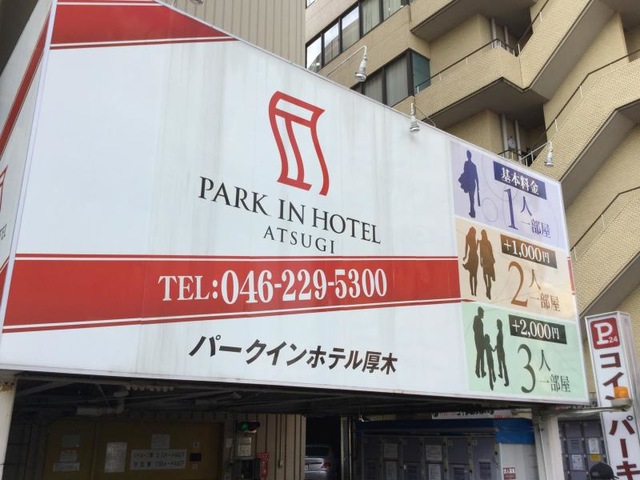 PARK IN HOTEL
ATSUGI
TEL:046-229-5300
パークインホテル厚木
基本料金
1人
一部屋
+1,000円
2人
一部屋
+2,000円
3人
一部屋
P24
コインパーキ